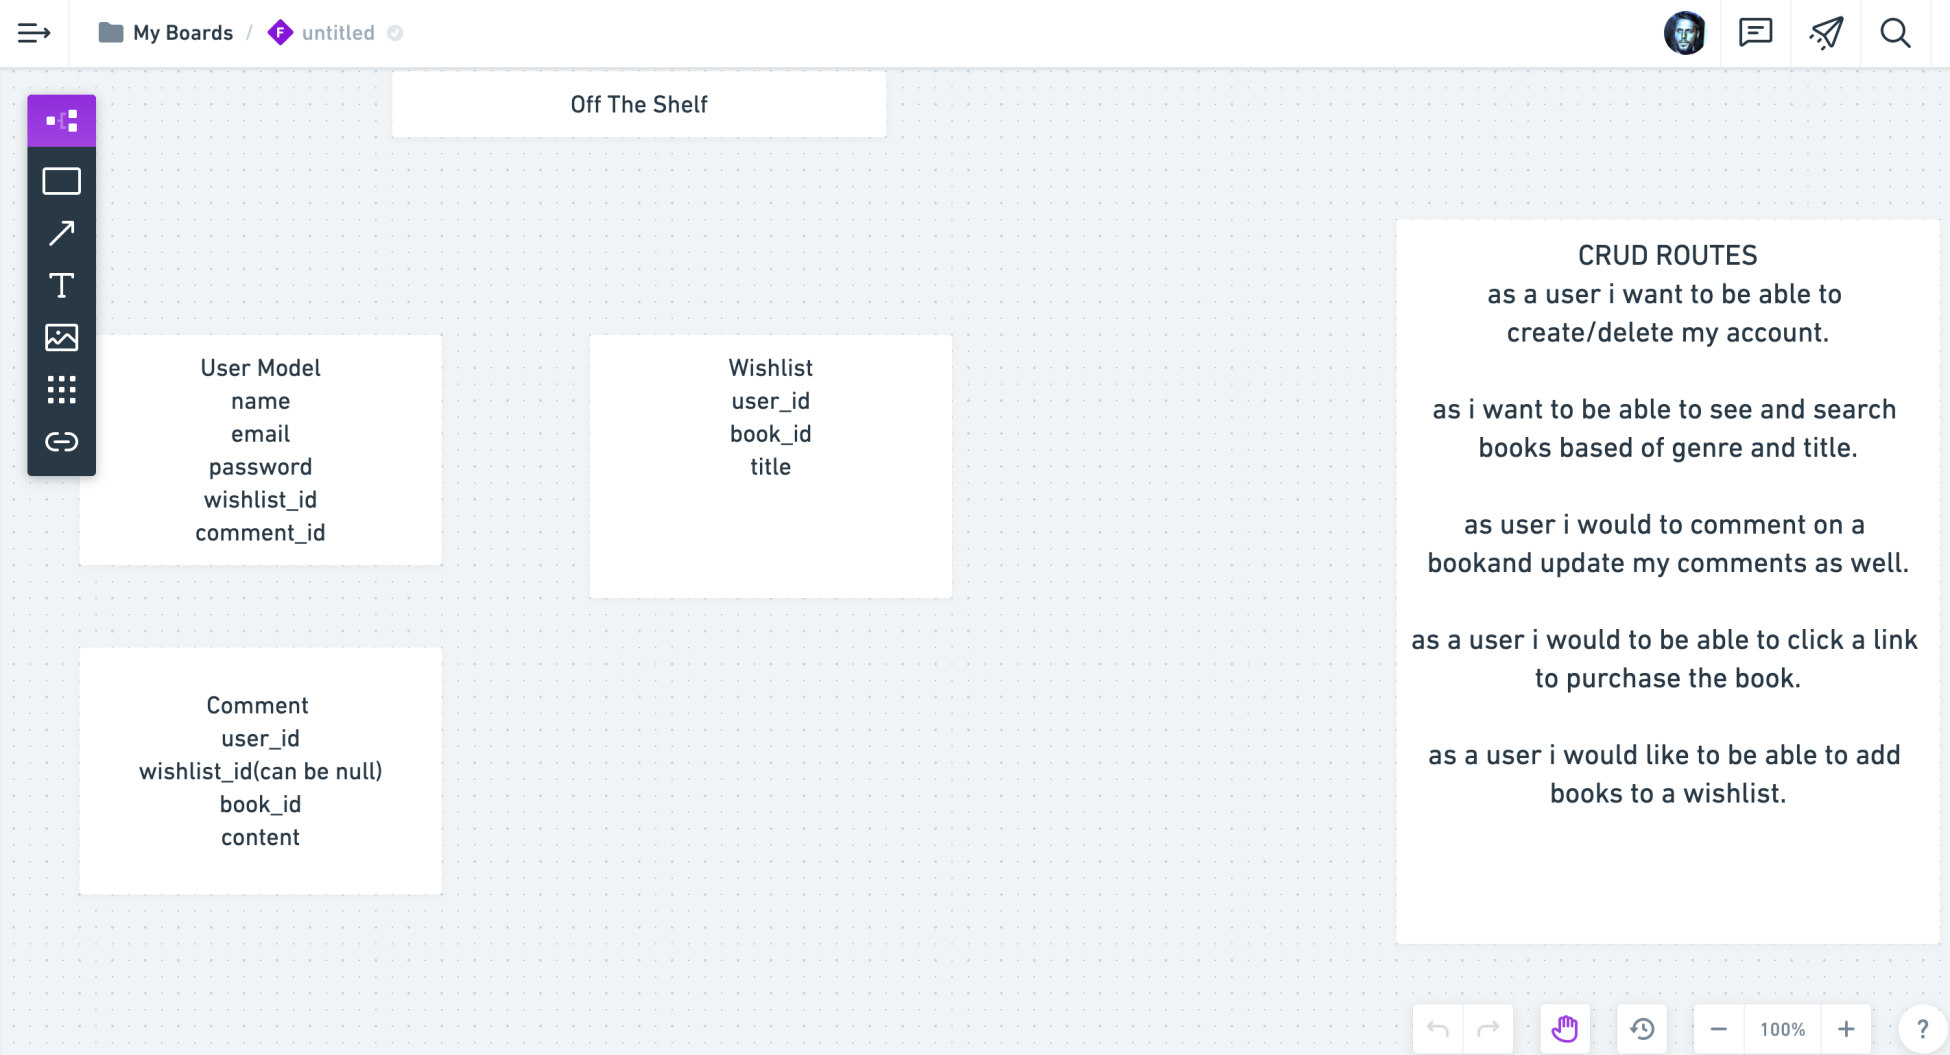 My Boards / F untitled
Off The Shelf
T
User Model
name
email
password
wishlist_id
comment_id
Wishlist
user_id
book_id
title
Comment
user_id
wishlist_id(can be null)
book_id
content
CRUD ROUTES
as a user i want to be able to
create/delete my account.
as i want to be able to see and search
books based of genre and title.
as user i would to comment on a
bookand update my comments as well.
as a user i would to be able to click a link
to purchase the book.
as a user i would like to be able to add
books to a wishlist.
− 100% + ?